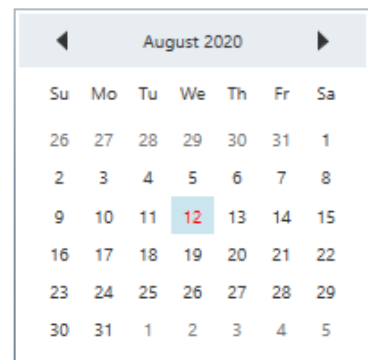 August 2020
Su Mo Tu We Th Fr Sa
26 27 28 29 30 31 1
2 3 4 5 6 7 8
9 10 11 12 13 14 15
16 17 18 19 20 21 22
23 24 25 26 27 28 29
30 31 1 2 3 4 5